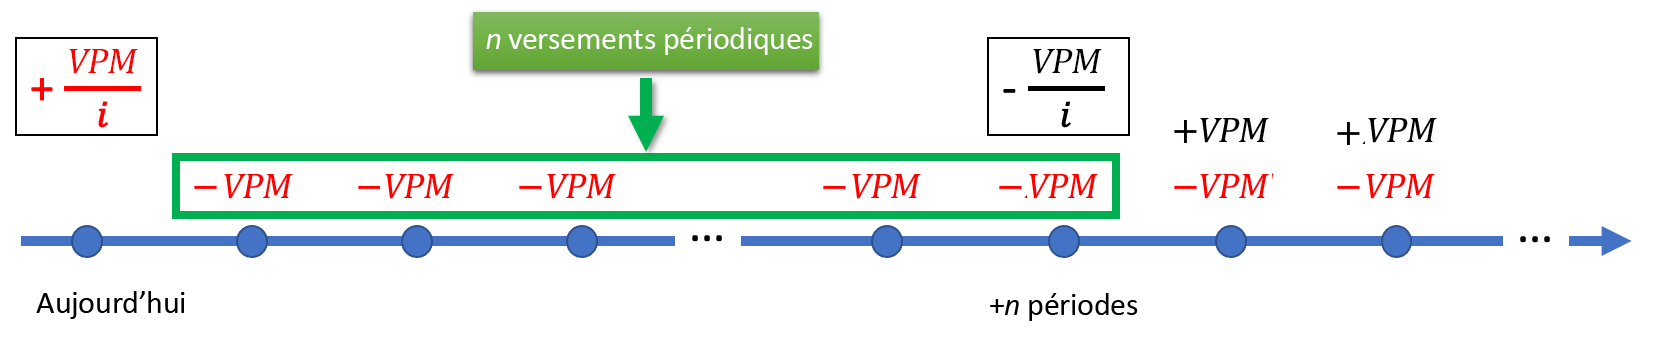 n versements périodiques
+ VPM/i
- VPM/i
+VPM +VPM
−VPM −VPM −VPM −VPM −VPM −VPM −VPM
... ...
Aujourd’hui
+n périodes